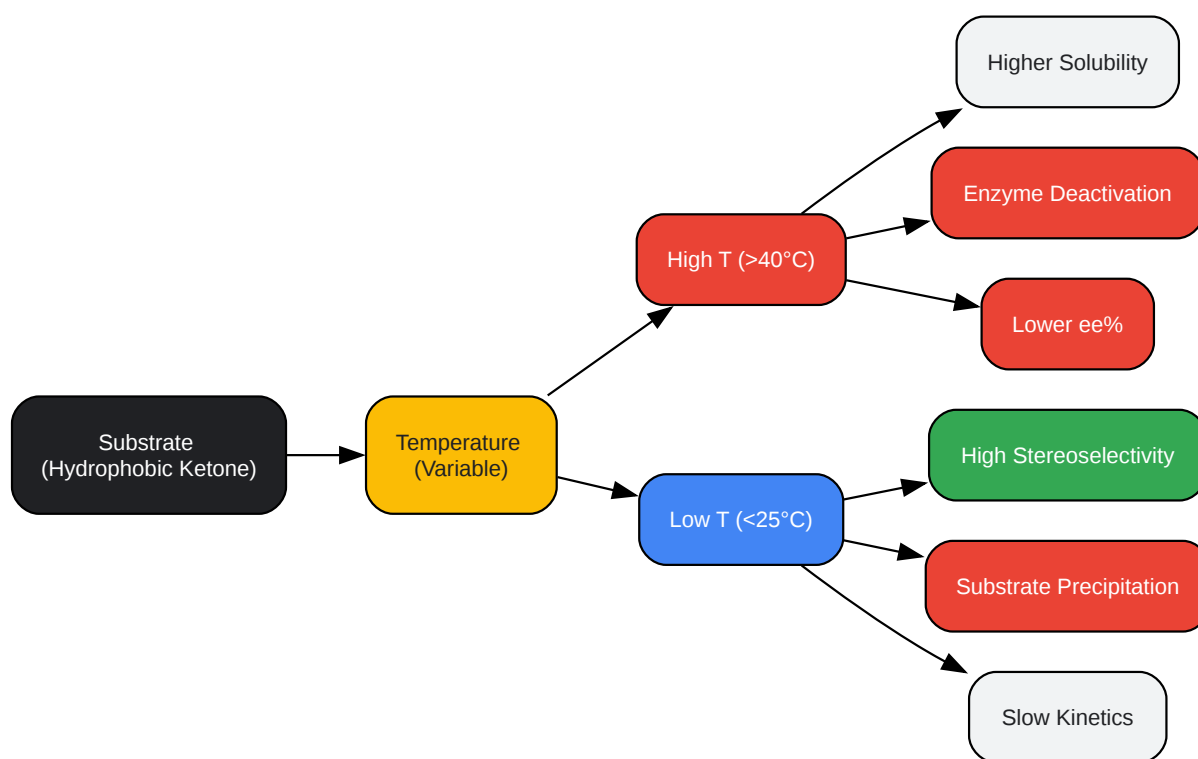 Higher Solubility
Enzyme Deactivation
High T (>40°C)
Lower ee%
Substrate
(Hydrophobic Ketone)
Temperature
(Variable)
High Stereoselectivity
Low T (<25°C)
Substrate Precipitation
Slow Kinetics